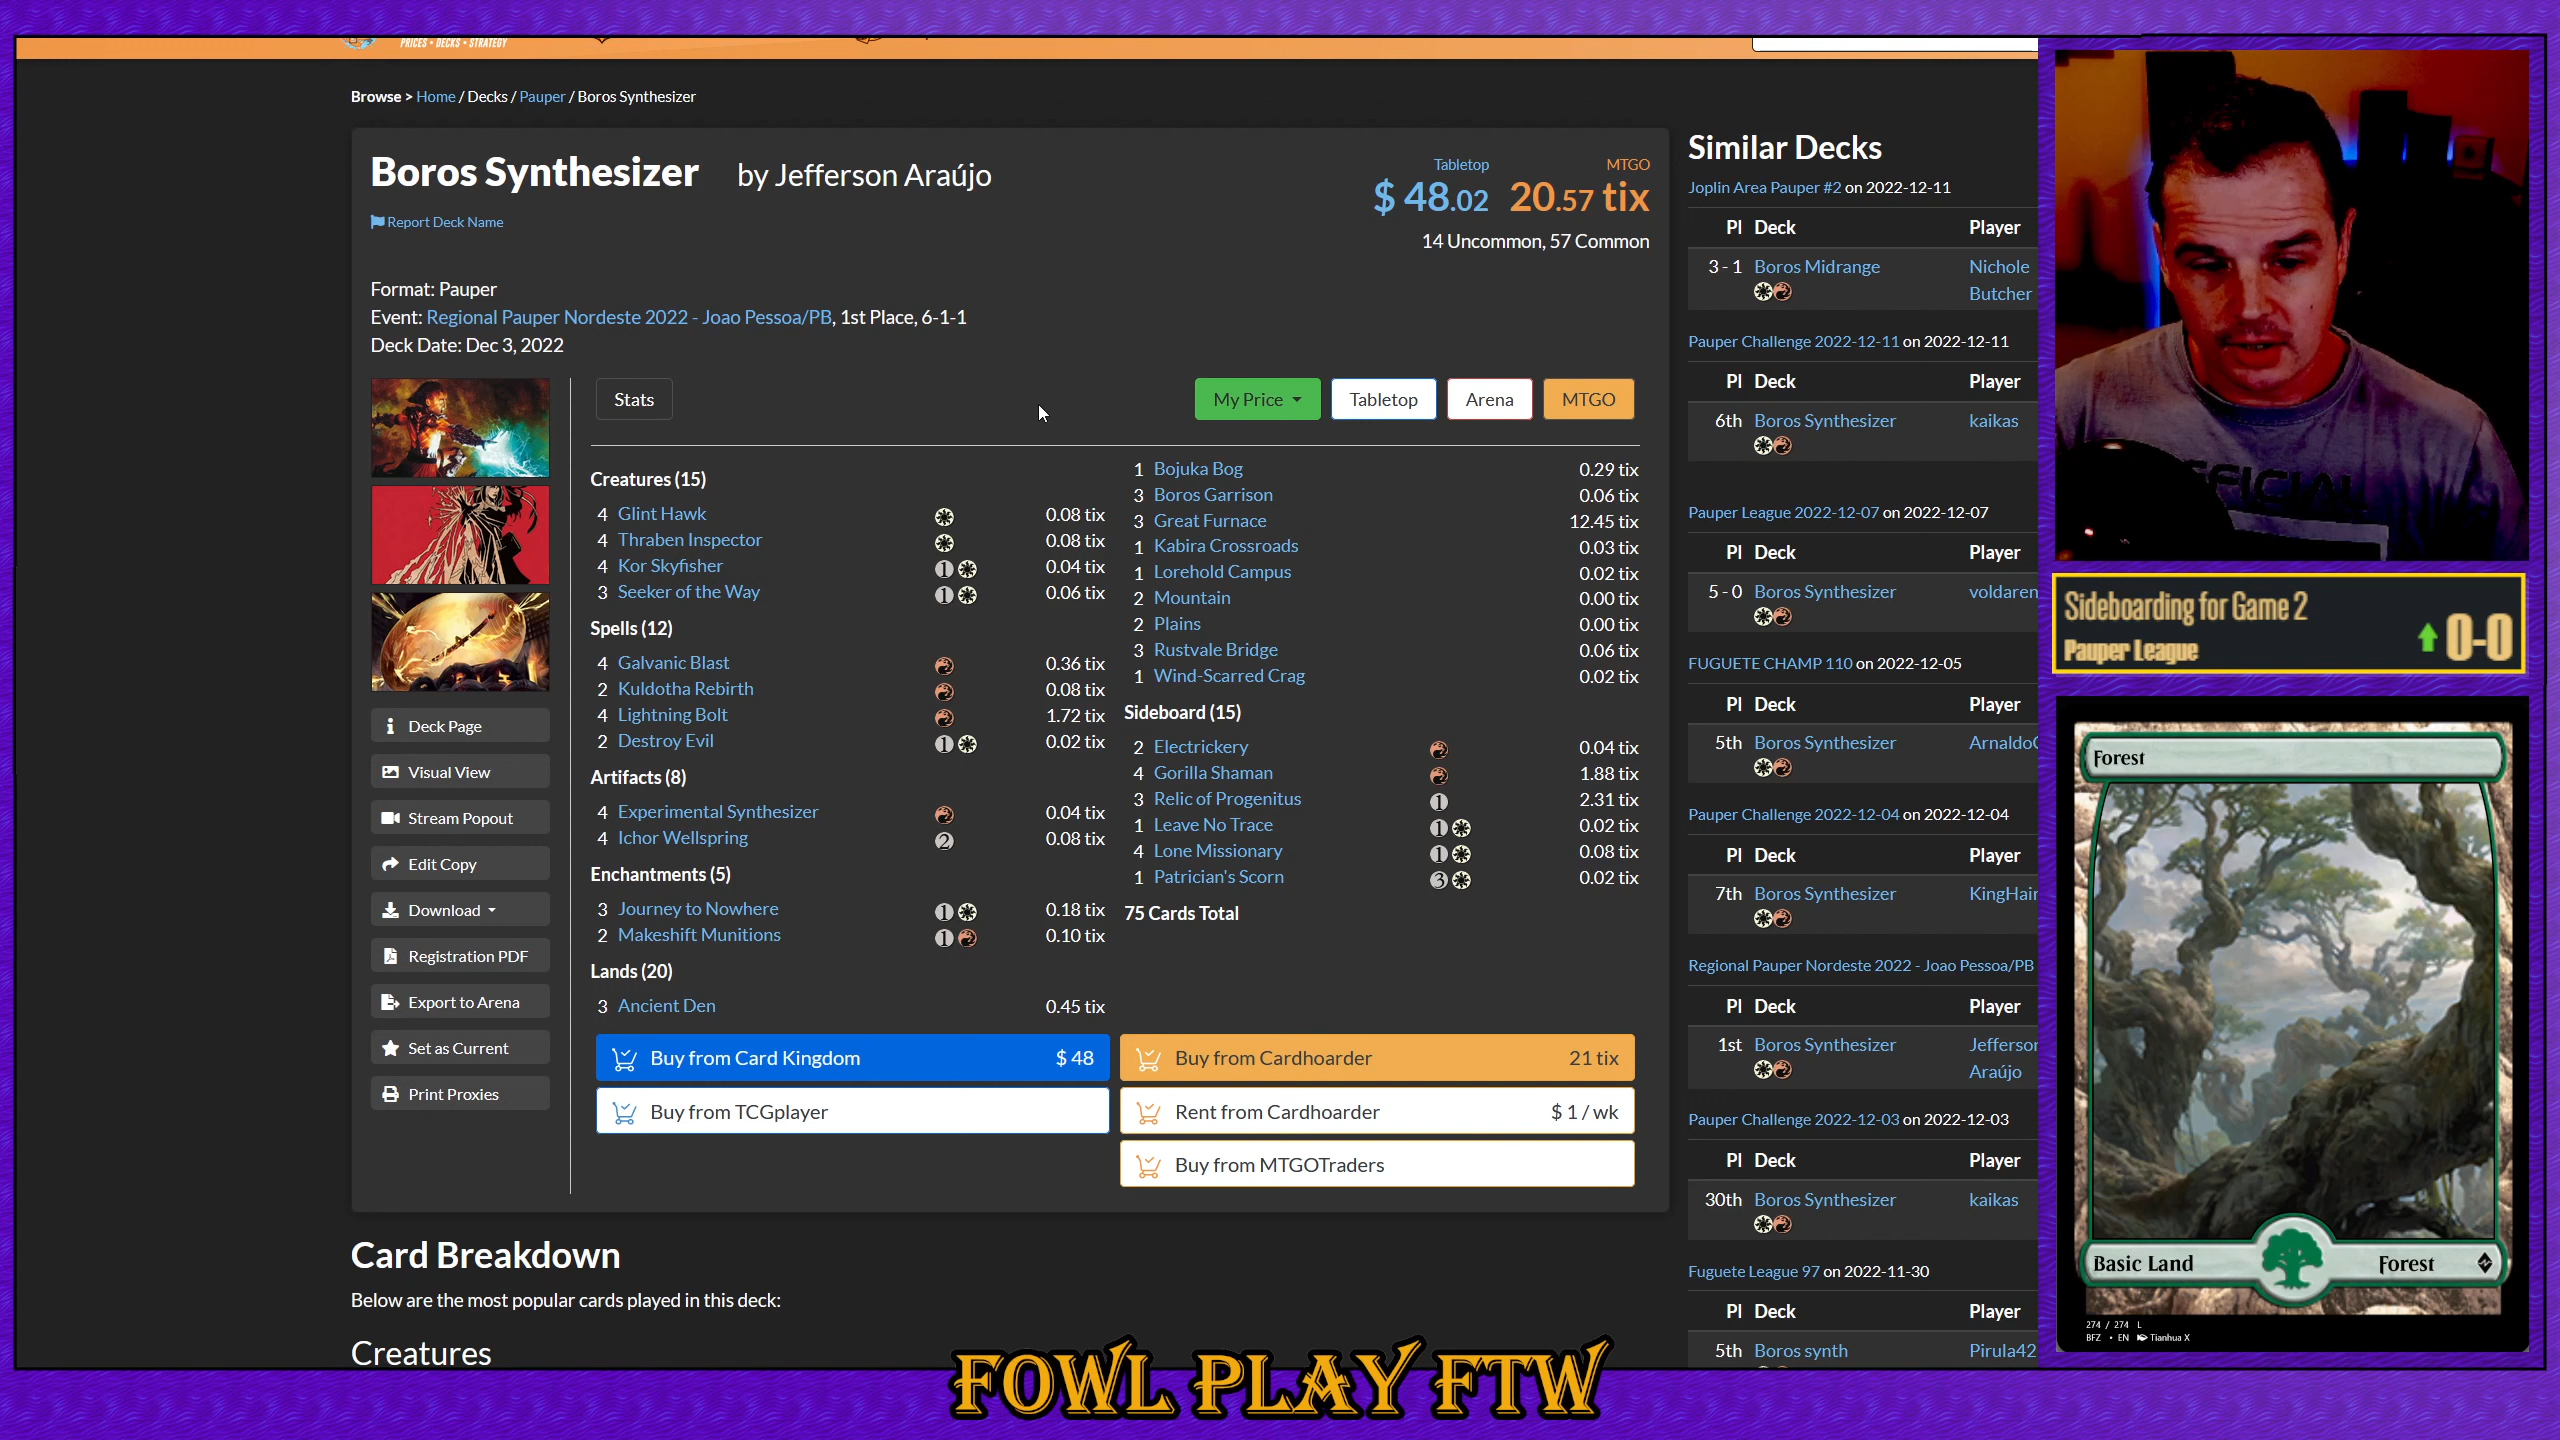 PRICES • DECKS • STRATEGY
Browse > Home / Decks / Pauper / Boros Synthesizer
Boros Synthesizer by Jefferson Araújo
Report Deck Name
Tabletop MTGO
$ 48.02 20.57 tix
14 Uncommon, 57 Common
Format: Pauper
Event: Regional Pauper Nordeste 2022 - Joao Pessoa/PB, 1st Place, 6-1-1
Deck Date: Dec 3, 2022
Stats
My Price
Tabletop
Arena
MTGO
Deck Page
Visual View
Stream Popout
Edit Copy
Download
Registration PDF
Export to Arena
Set as Current
Print Proxies
Creatures (15)
4 Glint Hawk 0.08 tix
4 Thraben Inspector 0.08 tix
4 Kor Skyfisher 1 0.04 tix
3 Seeker of the Way 1 0.06 tix
Spells (12)
4 Galvanic Blast 0.36 tix
2 Kuldotha Rebirth 0.08 tix
4 Lightning Bolt 1.72 tix
2 Destroy Evil 1 0.02 tix
Artifacts (8)
4 Experimental Synthesizer 0.04 tix
4 Ichor Wellspring 2 0.08 tix
Enchantments (5)
3 Journey to Nowhere 1 0.18 tix
2 Makeshift Munitions 1 0.10 tix
Lands (20)
3 Ancient Den 0.45 tix
1 Bojuka Bog 0.29 tix
3 Boros Garrison 0.06 tix
3 Great Furnace 12.45 tix
1 Kabira Crossroads 0.03 tix
1 Lorehold Campus 0.02 tix
2 Mountain 0.00 tix
2 Plains 0.00 tix
3 Rustvale Bridge 0.06 tix
1 Wind-Scarred Crag 0.02 tix
Sideboard (15)
2 Electrickery 0.04 tix
4 Gorilla Shaman 1.88 tix
3 Relic of Progenitus 1 2.31 tix
1 Leave No Trace 1 0.02 tix
4 Lone Missionary 1 0.08 tix
1 Patrician's Scorn 3 0.02 tix
75 Cards Total
Buy from Card Kingdom $ 48
Buy from TCGplayer
Buy from Cardhoarder 21 tix
Rent from Cardhoarder $ 1 / wk
Buy from MTGOTraders
Card Breakdown
Below are the most popular cards played in this deck:
Creatures
Similar Decks
Joplin Area Pauper #2 on 2022-12-11
Pl Deck Player
3 - 1 Boros Midrange Nichole
Butcher
Pauper Challenge 2022-12-11 on 2022-12-11
Pl Deck Player
6th Boros Synthesizer kaikas
Pauper League 2022-12-07 on 2022-12-07
Pl Deck Player
5 - 0 Boros Synthesizer voldaren
FUGUETE CHAMP 110 on 2022-12-05
Pl Deck Player
5th Boros Synthesizer ArnaldoC
Pauper Challenge 2022-12-04 on 2022-12-04
Pl Deck Player
7th Boros Synthesizer KingHair
Regional Pauper Nordeste 2022 - Joao Pessoa/PB
Pl Deck Player
1st Boros Synthesizer Jefferson
Araújo
Pauper Challenge 2022-12-03 on 2022-12-03
Pl Deck Player
30th Boros Synthesizer kaikas
Fuguete League 97 on 2022-11-30
Pl Deck Player
5th Boros synth Pirula42
FICIAL
Sideboarding for Game 2
Pauper League 0-0
Forest
Basic Land Forest
274 / 274 L
BFZ • EN Tianhua X
FOWL PLAY FTW